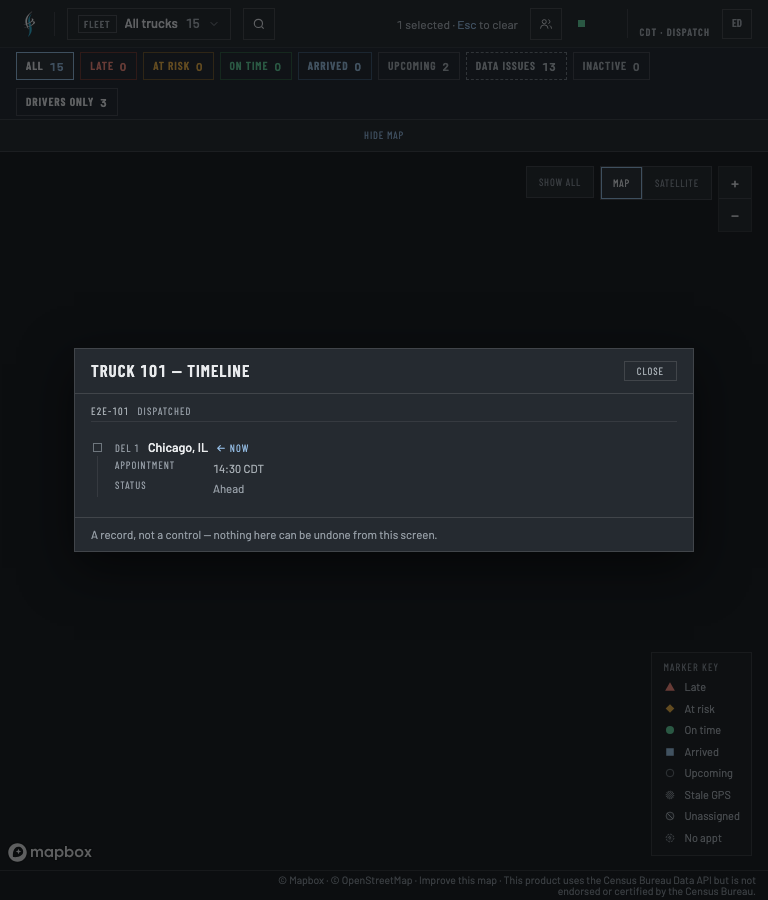 FLEET All trucks 15
1 selected · Esc to clear
CDT · DISPATCH
ED
ALL 15
LATE 0
AT RISK 0
ON TIME 0
ARRIVED 0
UPCOMING 2
DATA ISSUES 13
INACTIVE 0
DRIVERS ONLY 3
HIDE MAP
SHOW ALL
MAP
SATELLITE
+
−
TRUCK 101 — TIMELINE
CLOSE
E2E-101 DISPATCHED
DEL 1 Chicago, IL ← NOW
APPOINTMENT 14:30 CDT
STATUS Ahead
A record, not a control — nothing here can be undone from this screen.
MARKER KEY
Late
At risk
On time
Arrived
Upcoming
Stale GPS
Unassigned
No appt
mapbox
© Mapbox · © OpenStreetMap · Improve this map · This product uses the Census Bureau Data API but is not
endorsed or certified by the Census Bureau.